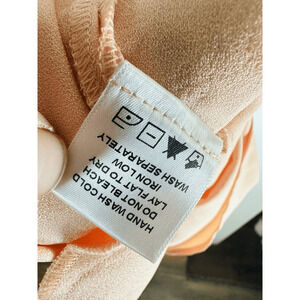 HAND WASH COLD
DO NOT BLEACH
LAY FLAT TO DRY
IRON LOW
WASH SEPARATELY